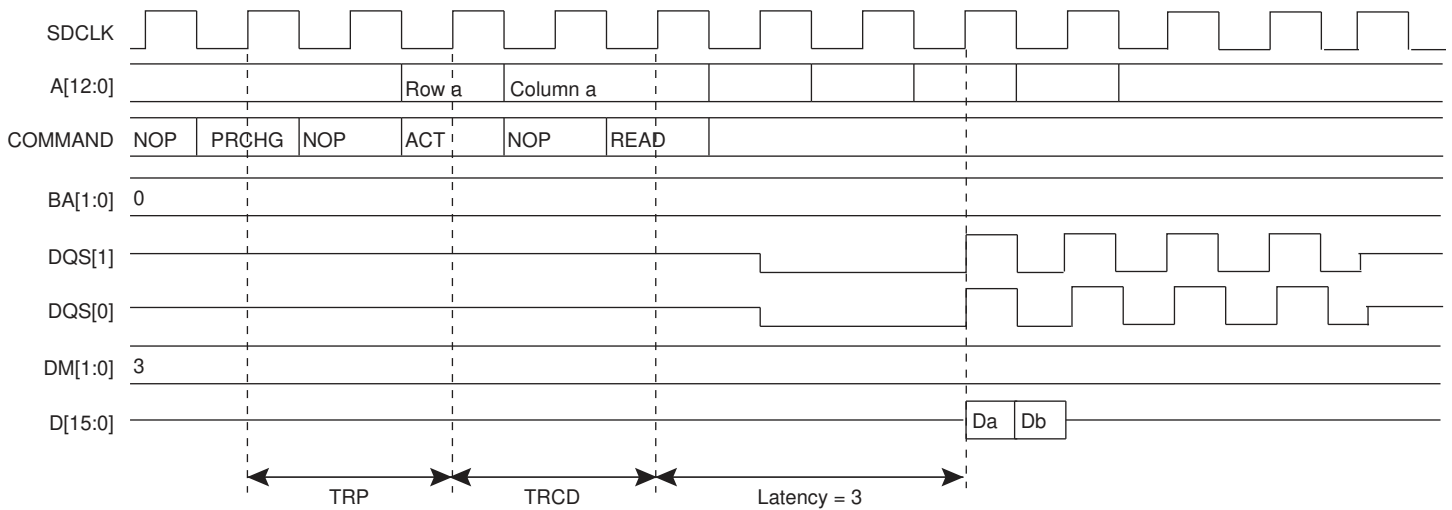 SDCLK
A[12:0] Row a Column a
COMMAND NOP PRCHG NOP ACT NOP READ
BA[1:0] 0
DQS[1]
DQS[0]
DM[1:0] 3
D[15:0] Da Db
TRP TRCD Latency = 3